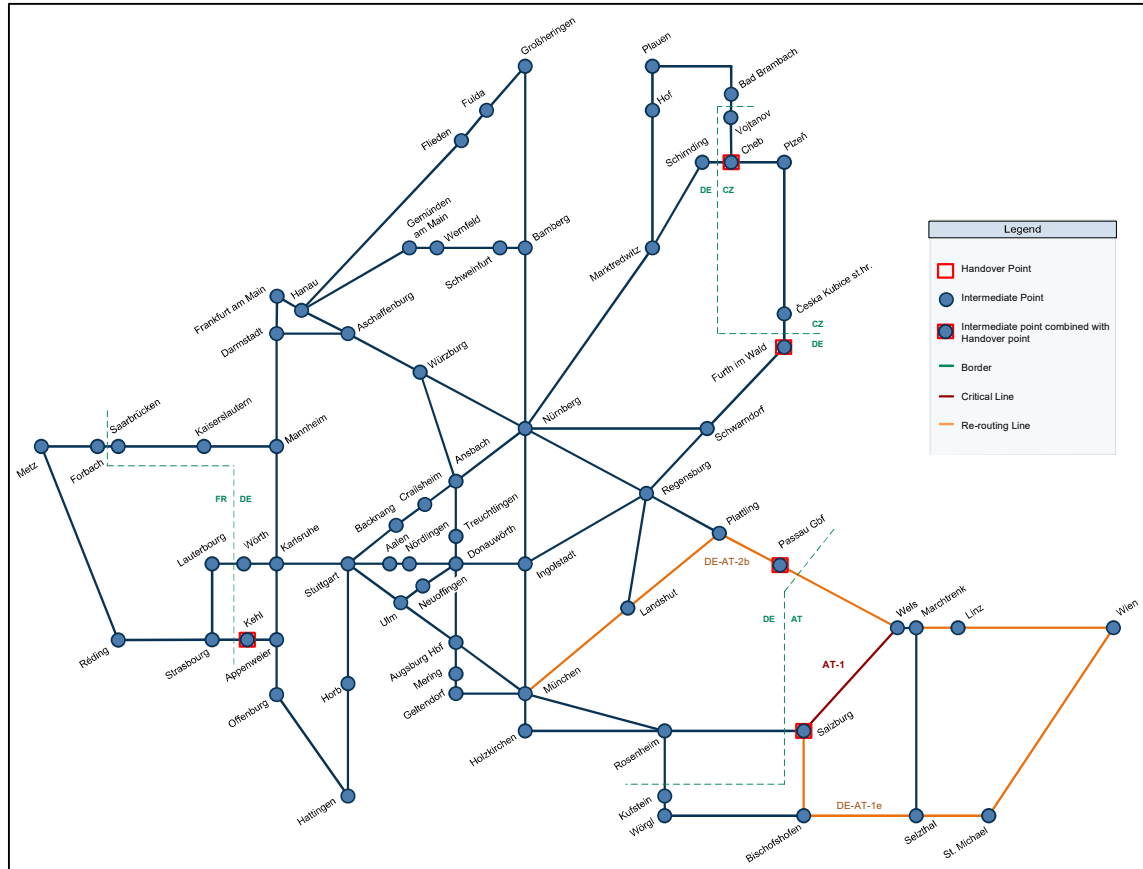 Großheringen
Plauen
Bad Brambach
Fulda
Hof
Flieden
Vojtanov
Cheb
Plzeň
Schirnding
DE
CZ
Gemünden
am Main
Wernfeld
Bamberg
Schweinfurt
Marktredwitz
Legend
Handover Point
Intermediate Point
Intermediate point combined with
Handover point
Border
Critical Line
Re-routing Line
Frankfurt am Main
Hanau
Aschaffenburg
Česka Kubice st.hr.
CZ
DE
Darmstadt
Furth im Wald
Würzburg
Nürnberg
Saarbrücken
Kaiserslautern
Mannheim
Schwarndorf
Metz
Forbach
Ansbach
Crailsheim
Regensburg
FR
DE
Backnang
Treuchtlingen
Plattling
Passau Gbf
Aalen
Nördlingen
Donauwörth
Lauterbourg
Wörth
Karlsruhe
Stuttgart
Ingolstadt
DE-AT-2b
Neuoffingen
Ulm
Landshut
DE
AT
Wels
Marchtrenk
Linz
Wien
Kehl
Réding
Strasbourg
Appenweier
Augsburg Hbf
Mering
München
AT-1
Geltendorf
Offenburg
Horb
Salzburg
Holzkirchen
Rosenheim
Hattingen
Kufstein
Wörgl
DE-AT-1e
Bischofshofen
Selzthal
St. Michael